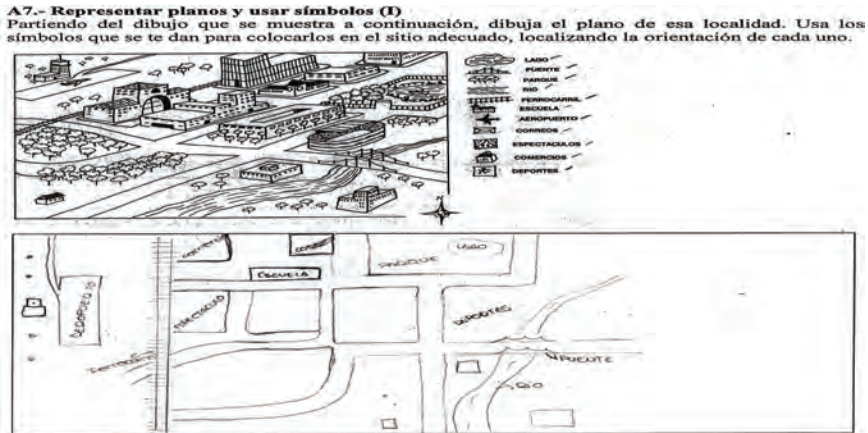 A7.- Representar planos y usar símbolos (I)
Partiendo del dibujo que se muestra a continuación, dibuja el plano de esa localidad. Usa los
símbolos que se te dan para colocarlos en el sitio adecuado, localizando la orientación de cada uno.
LAGO
PUENTE
PARQUE
RIO
FERROCARRIL
ESCUELA
AEROPUERTO
CORREOS
ESPECTACULOS
COMERCIOS
DEPORTES
N
LAGO
PARQUE
ESCUELA
ESPECTACULO
DEPORTES
PUENTE
RIO